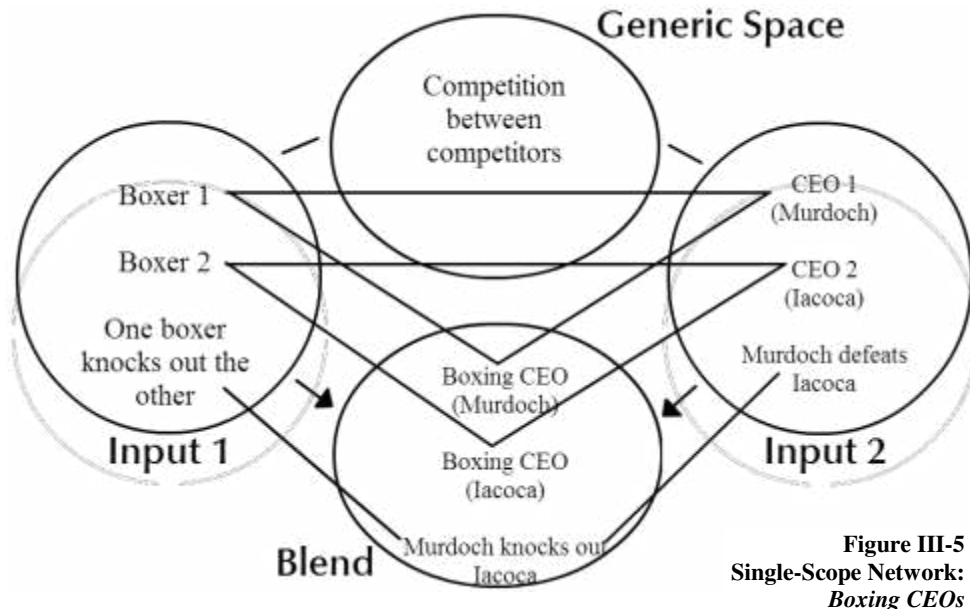 Generic Space
Competition
between
competitors
Boxer 1
Boxer 2
One boxer
knocks out the
other
Input 1
CEO 1
(Murdoch)
CEO 2
(Iacoca)
Murdoch defeats
Iacoca
Input 2
Boxing CEO
(Murdoch)
Boxing CEO
(Iacoca)
Murdoch knocks out
Iacoca
Blend
Figure III-5
Single-Scope Network:
Boxing CEOs